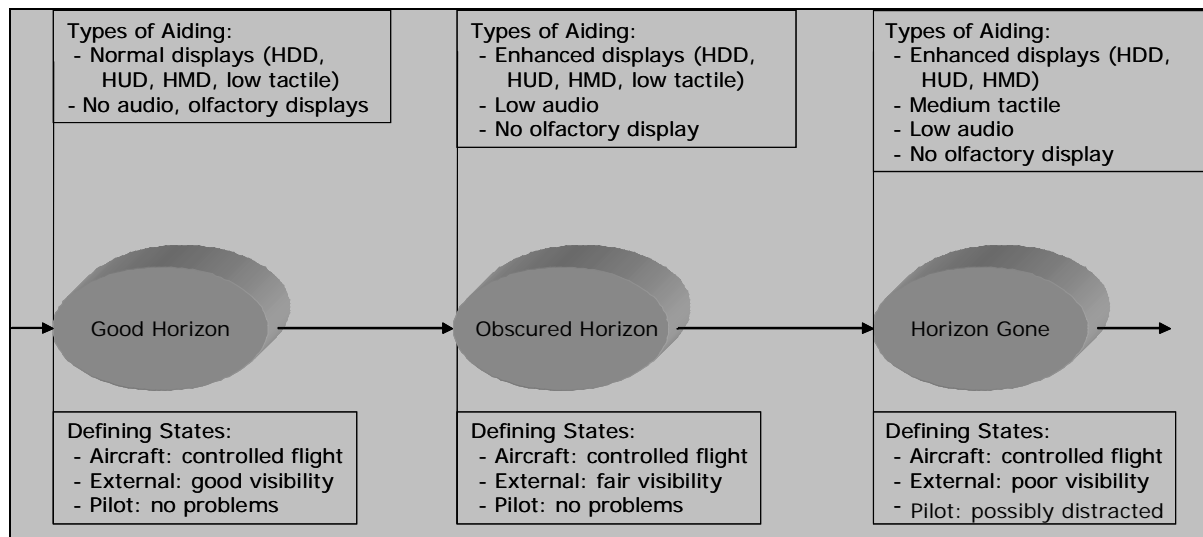 Types of Aiding:
- Normal displays (HDD,
HUD, HMD, low tactile)
- No audio, olfactory displays
Types of Aiding:
- Enhanced displays (HDD,
HUD, HMD, low tactile)
- Low audio
- No olfactory display
Types of Aiding:
- Enhanced displays (HDD,
HUD, HMD)
- Medium tactile
- Low audio
- No olfactory display
Good Horizon
Obscured Horizon
Horizon Gone
Defining States:
- Aircraft: controlled flight
- External: good visibility
- Pilot: no problems
Defining States:
- Aircraft: controlled flight
- External: fair visibility
- Pilot: no problems
Defining States:
- Aircraft: controlled flight
- External: poor visibility
- Pilot: possibly distracted